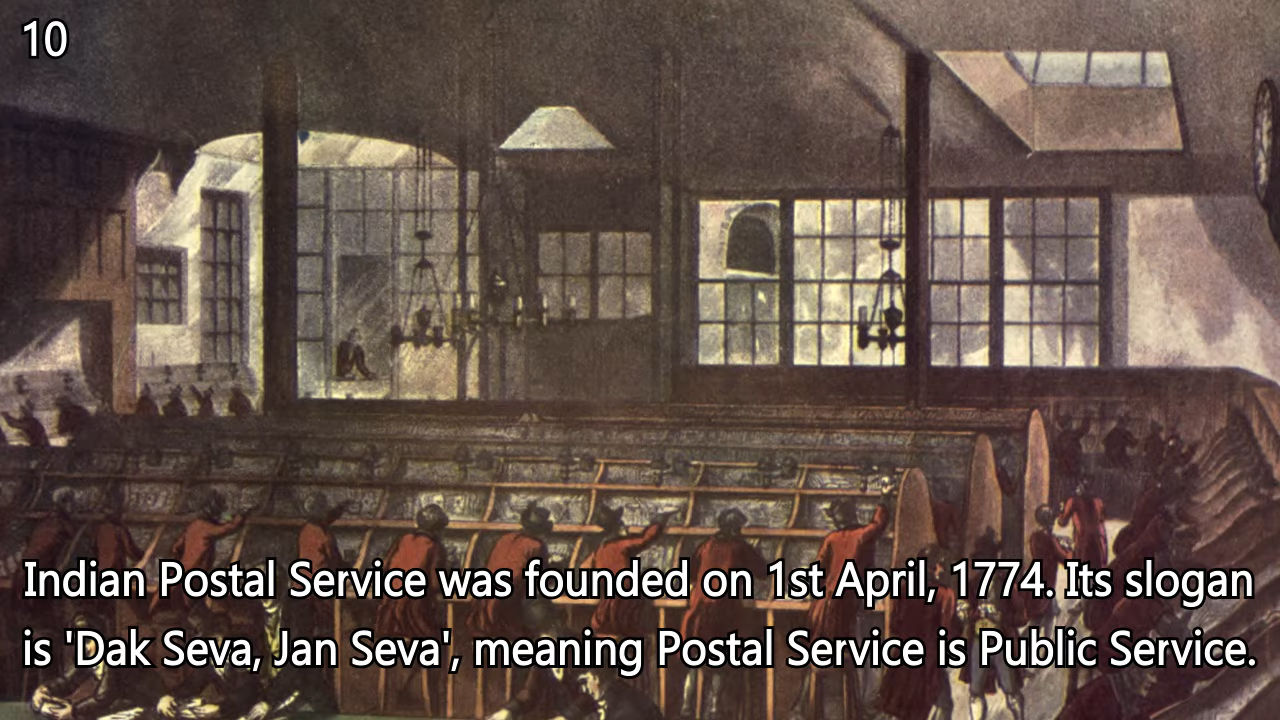 10
Indian Postal Service was founded on 1st April, 1774. Its slogan
is 'Dak Seva, Jan Seva', meaning Postal Service is Public Service.